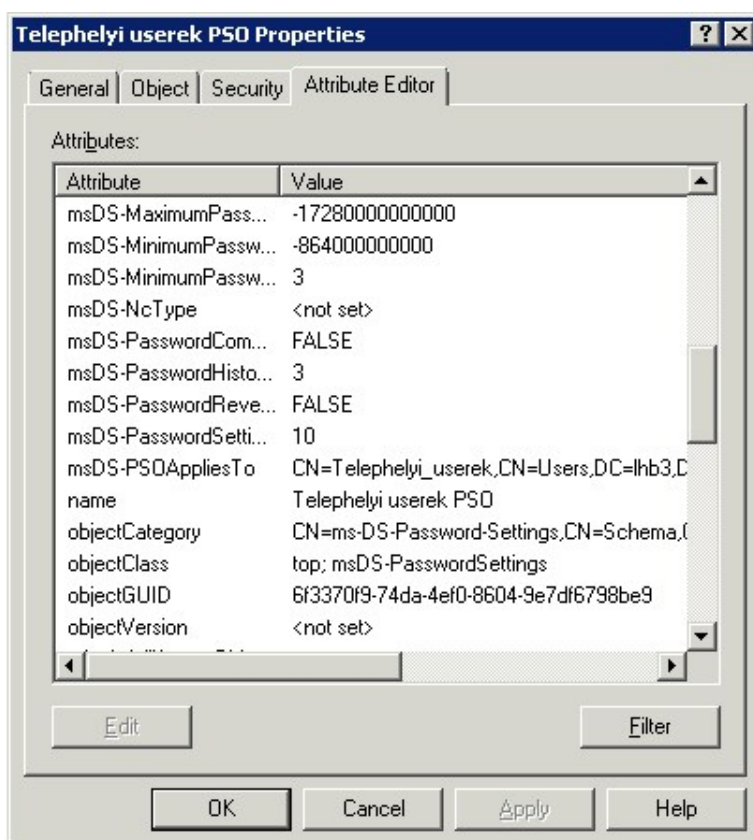 Telephelyi userek PSO Properties
General Object Security Attribute Editor
Attributes:
Attribute Value
msDS-MaximumPass... -17280000000000
msDS-MinimumPassw... -864000000000
msDS-MinimumPassw... 3
msDS-NcType <not set>
msDS-PasswordCom... FALSE
msDS-PasswordHisto... 3
msDS-PasswordReve... FALSE
msDS-PasswordSetti... 10
msDS-PSOAppliesTo CN=Telephelyi_userek,CN=Users,DC=lhb3,D
name Telephelyi userek PSO
objectCategory CN=ms-DS-Password-Settings,CN=Schema,
objectClass top; msDS-PasswordSettings
objectGUID 6f3370f9-74da-4ef0-8604-9e7df6798be9
objectVersion <not set>
Edit Filter
OK Cancel Apply Help